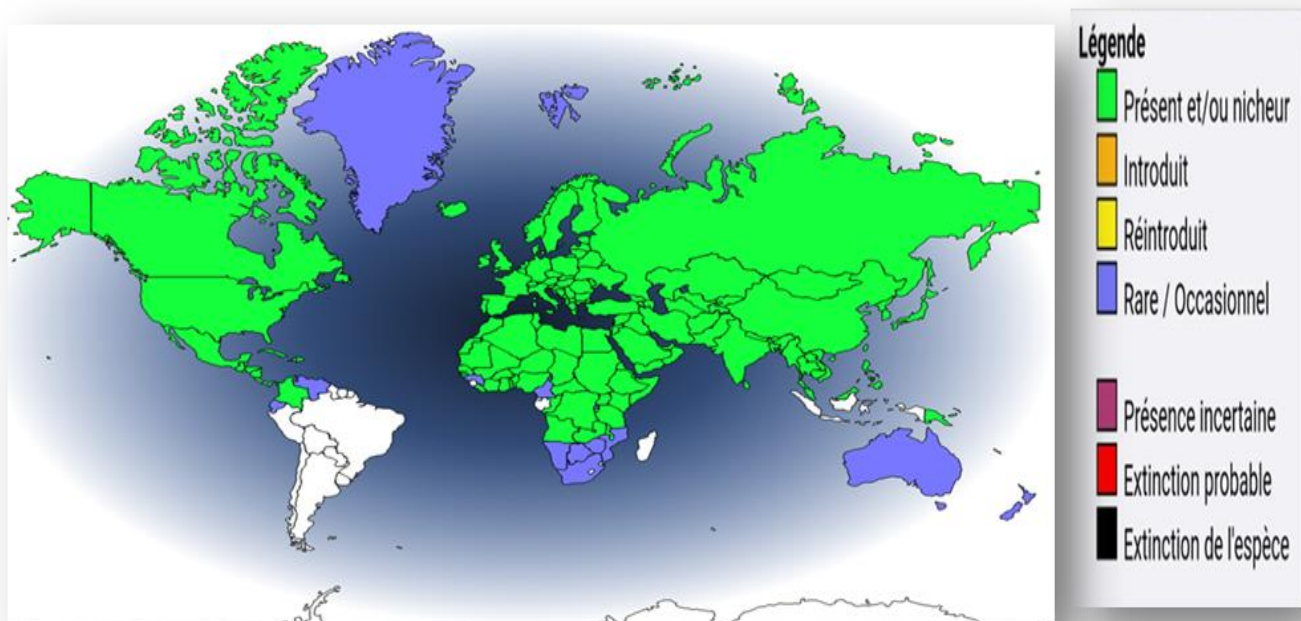 Légende
Présent et/ou nicheur
Introduit
Réintroduit
Rare / Occasionnel
Présence incertaine
Extinction probable
Extinction de l'espèce